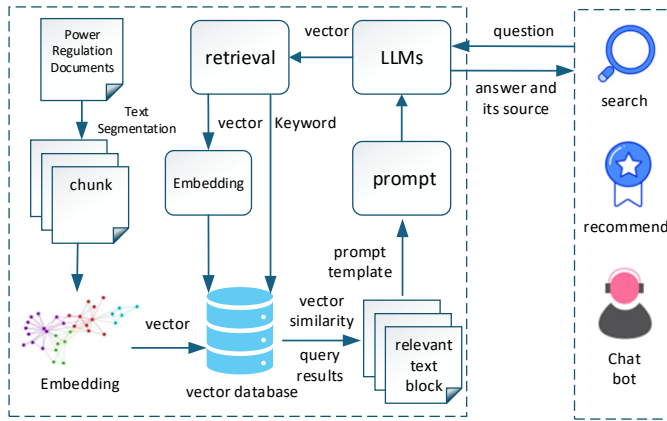 Power
Regulation
Documents
Text
Segmentation
chunk
Embedding
vector
retrieval
vector
Keyword
Embedding
vector database
vector
LLMs
prompt
prompt
template
vector
similarity
query
results
relevant
text
block
question
answer and
its source
search
recommend
Chat
bot